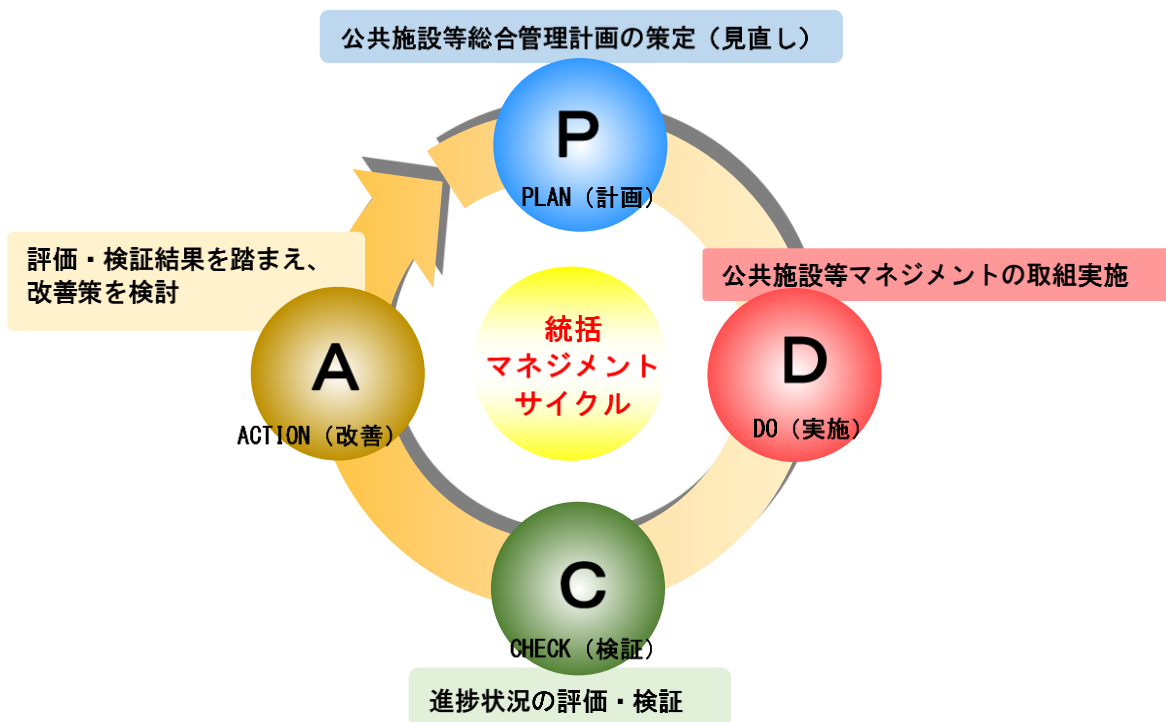 公共施設等総合管理計画の策定（見直し）
P
PLAN（計画）
評価・検証結果を踏まえ、
改善策を検討
公共施設等マネジメントの取組実施
統括
マネジメント
サイクル
A
ACTION（改善）
D
DO（実施）
C
CHECK（検証）
進捗状況の評価・検証